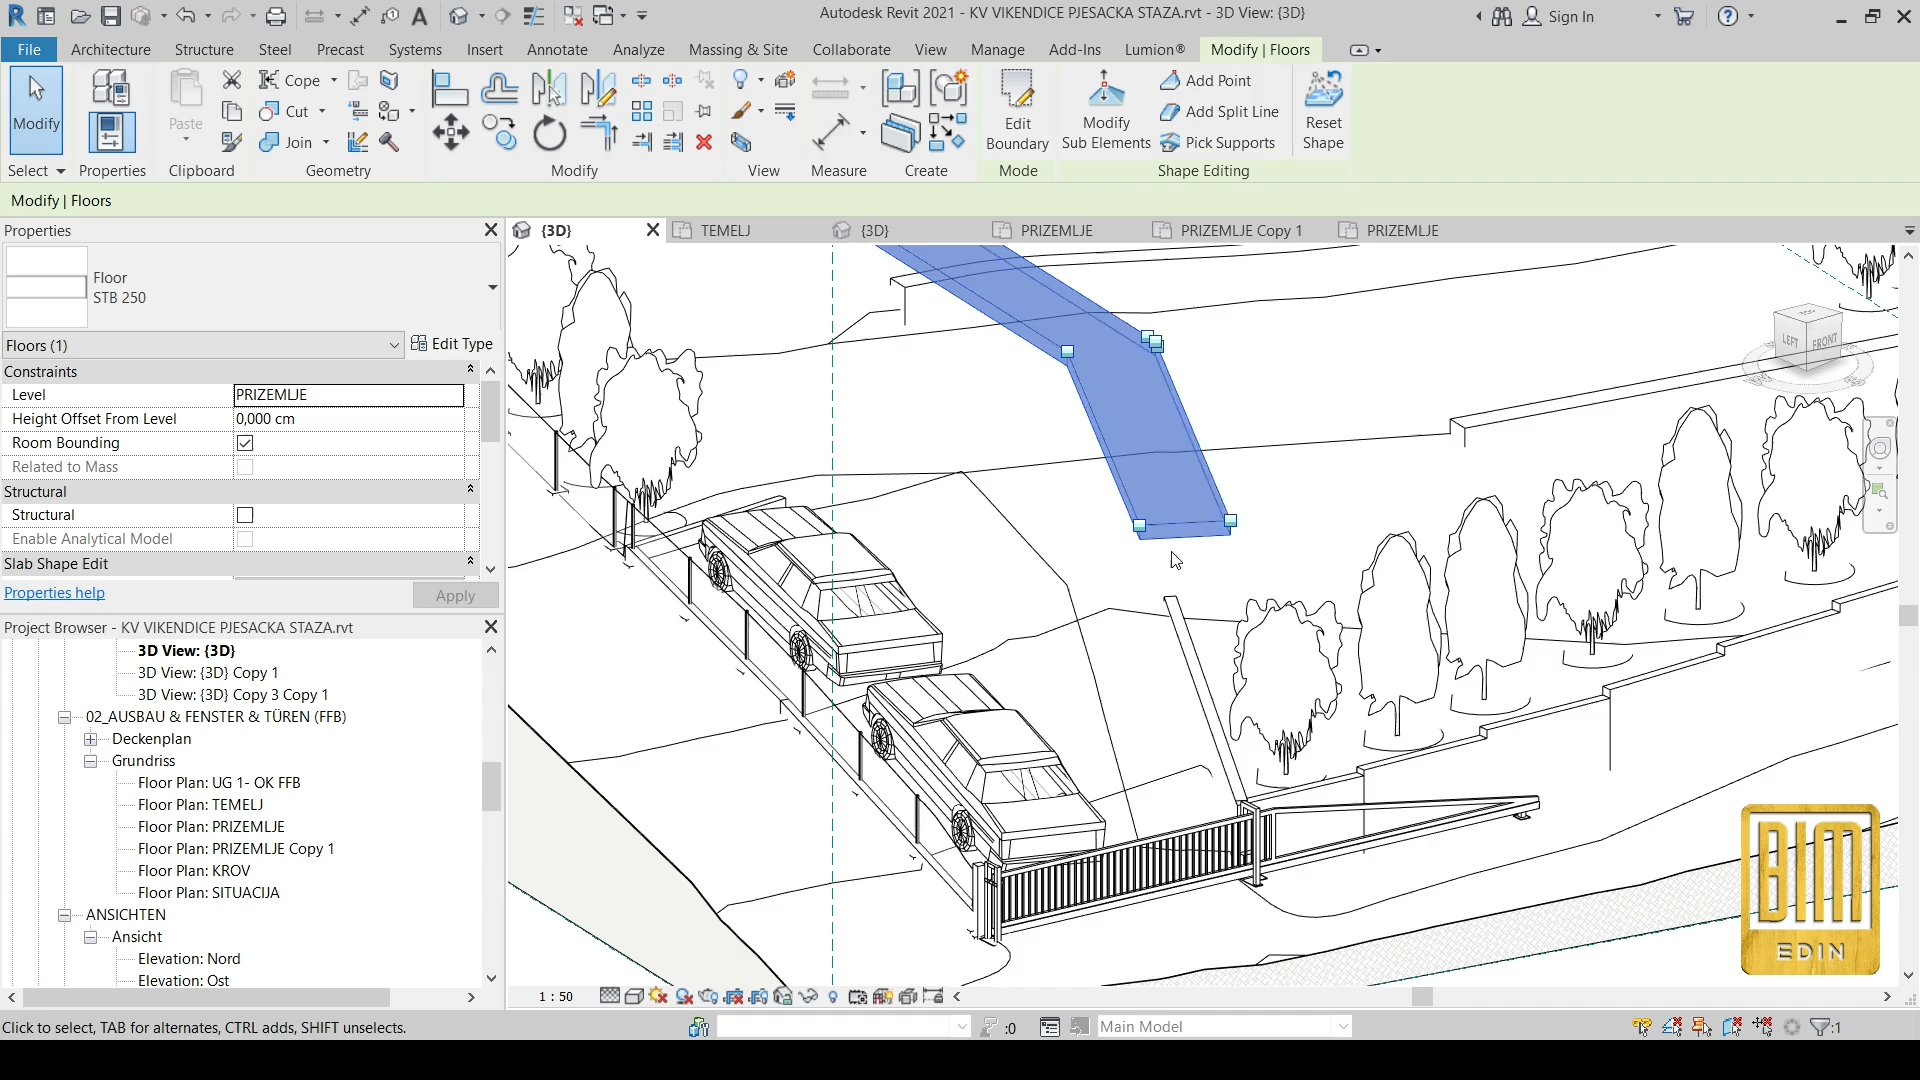 Autodesk Revit 2021 - KV VIKENDICE PJESACKA STAZA.rvt - 3D View: {3D}
Sign In
File
Architecture
Structure
Steel
Precast
Systems
Insert
Annotate
Analyze
Massing & Site
Collaborate
View
Manage
Add-Ins
Lumion®
Modify | Floors
Modify
Paste
Cope
Cut
Join
Edit
Boundary
Modify
Sub Elements
Add Point
Add Split Line
Pick Supports
Reset
Shape
Select
Properties
Clipboard
Geometry
Modify
View
Measure
Create
Mode
Shape Editing
Modify | Floors
Properties
{3D}
TEMELJ
{3D}
PRIZEMLJE
PRIZEMLJE Copy 1
PRIZEMLJE
Floor
STB 250
Floors (1)
Edit Type
Constraints
Level
PRIZEMLJE
Height Offset From Level
0,000 cm
Room Bounding
Related to Mass
Structural
Structural
Enable Analytical Model
Slab Shape Edit
Properties help
Apply
Project Browser - KV VIKENDICE PJESACKA STAZA.rvt
3D View: {3D}
3D View: {3D} Copy 1
3D View: {3D} Copy 3 Copy 1
02_AUSBAU & FENSTER & TÜREN (FFB)
Deckenplan
Grundriss
Floor Plan: UG 1- OK FFB
Floor Plan: TEMELJ
Floor Plan: PRIZEMLJE
Floor Plan: PRIZEMLJE Copy 1
Floor Plan: KROV
Floor Plan: SITUACIJA
ANSICHTEN
Ansicht
Elevation: Nord
Elevation: Ost
LEFT
FRONT
BIM
EDIN
1 : 50
Click to select, TAB for alternates, CTRL adds, SHIFT unselects.
:0
Main Model
:1